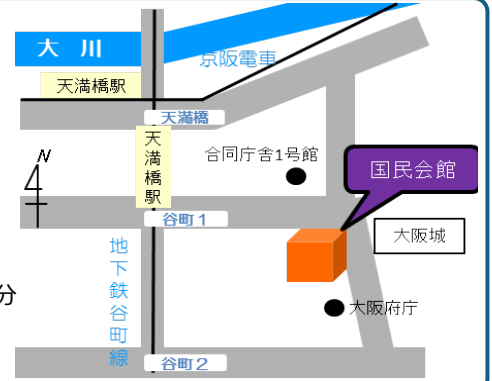 大川
京阪電車
天満橋駅
天満橋
天満橋駅
合同庁舎1号館
N
国民会館
谷町1
大阪城
地下鉄谷町線
分
大阪府庁
谷町2